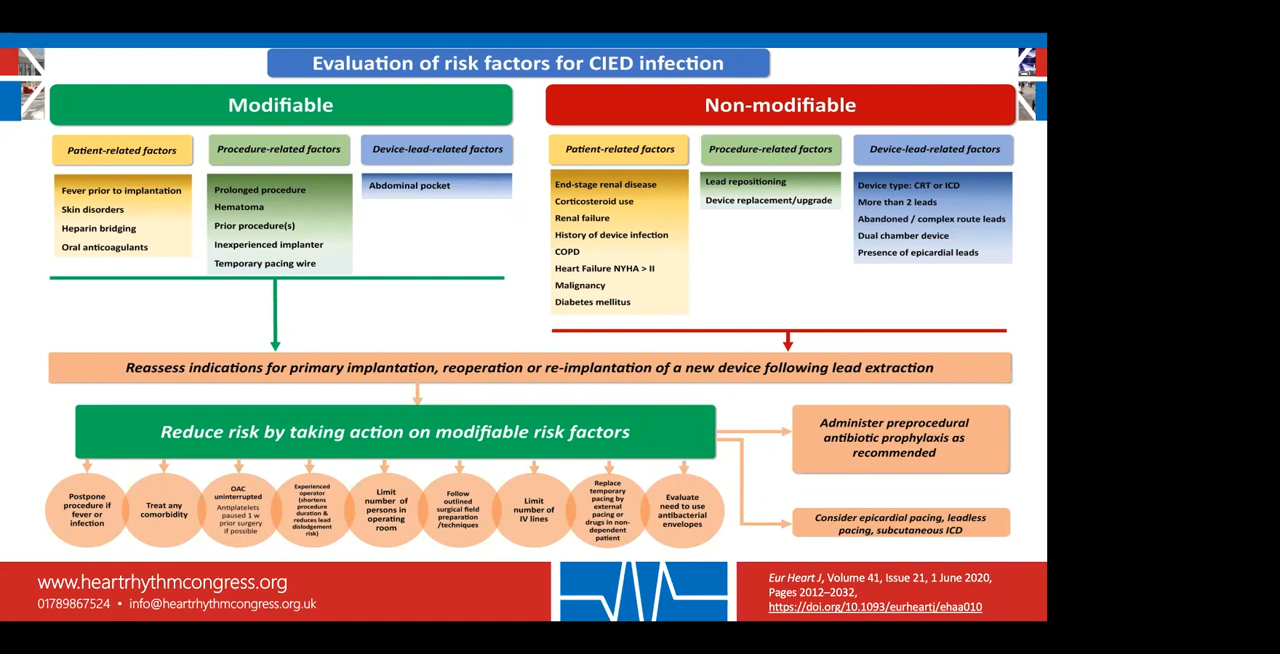 Evaluation of risk factors for CIED infection
Modifiable
Non-modifiable
Patient-related factors
Procedure-related factors
Device-lead-related factors
Patient-related factors
Procedure-related factors
Device-lead-related factors
Fever prior to implantation
Skin disorders
Heparin bridging
Oral anticoagulants
Prolonged procedure
Hematoma
Prior procedure(s)
Inexperienced implanter
Temporary pacing wire
Abdominal pocket
End-stage renal disease
Corticosteroid use
Renal failure
History of device infection
COPD
Heart Failure NYHA > II
Malignancy
Diabetes mellitus
Lead repositioning
Device replacement/upgrade
Device type: CRT or ICD
More than 2 leads
Abandoned / complex route leads
Dual chamber device
Presence of epicardial leads
Reassess indications for primary implantation, reoperation or re-implantation of a new device following lead extraction
Reduce risk by taking action on modifiable risk factors
Administer preprocedural
antibiotic prophylaxis as
recommended
Postpone
procedure if
fever or
infection
Treat any
comorbidity
OAC
uninterrupted
Antiplatelets
paused 1 w
prior surgery
if possible
Experienced
operator
(shortens
procedure
duration &
reduces lead
dislodgement
risk)
Limit
number of
persons in
operating
room
Follow
outlined
surgical field
preparation
/techniques
Limit
number of
IV lines
Replace
temporary
pacing by
external
pacing or
drugs in non-
dependent
patient
Evaluate
need to use
antibacterial
envelopes
Consider epicardial pacing, leadless
pacing, subcutaneous ICD
www.heartrhythmcongress.org
01789867524 • info@heartrhythmcongress.org.uk
Eur Heart J, Volume 41, Issue 21, 1 June 2020,
Pages 2012–2032,
https://doi.org/10.1093/eurheartj/ehaa010